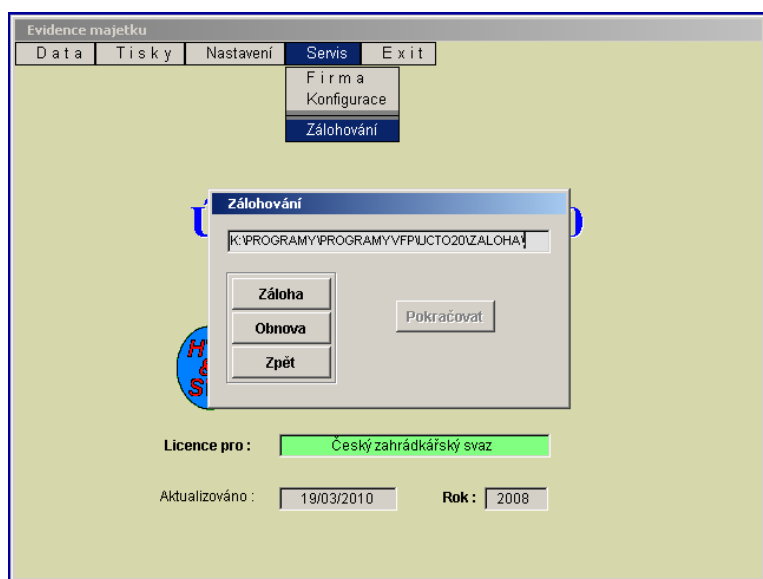 Evidence majetku
Data Tisky Nastavení Servis Exit
Firma
Konfigurace
Zálohování
Zálohování
K:\PROGRAMY\PROGRAMYVFP\UCTO20\ZALOHA\
Záloha
Obnova
Zpět
Pokračovat
Licence pro : Český zahrádkářský svaz
Aktualizováno : 19/03/2010 Rok : 2008